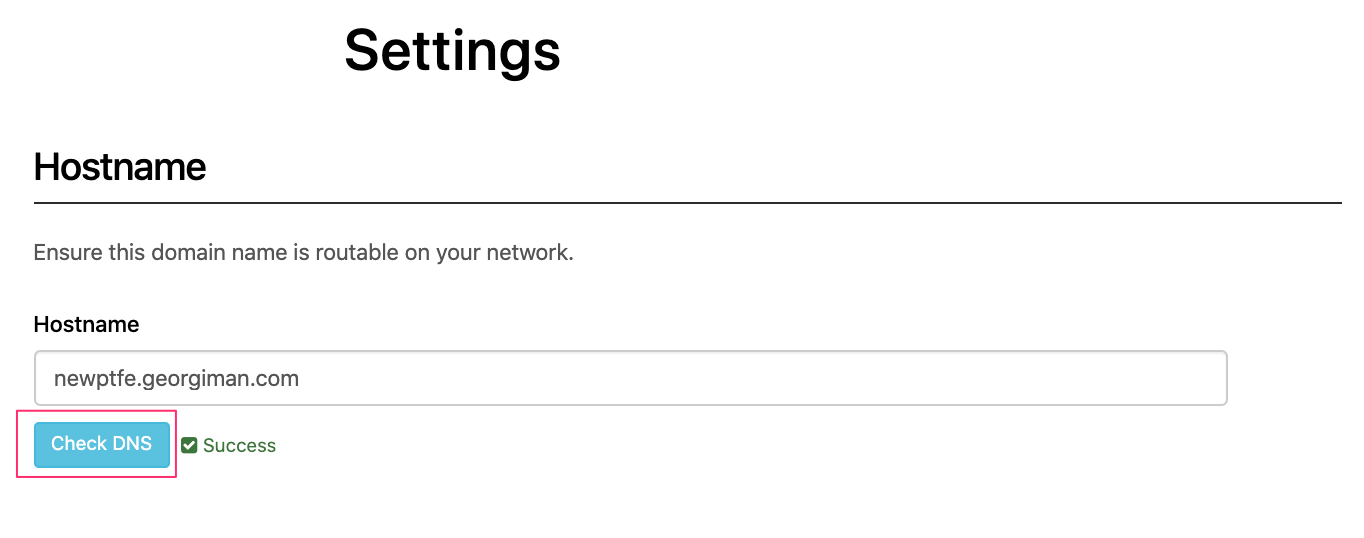 Settings
Hostname
Ensure this domain name is routable on your network.
Hostname
newptfe.georgiman.com
Check DNS Success